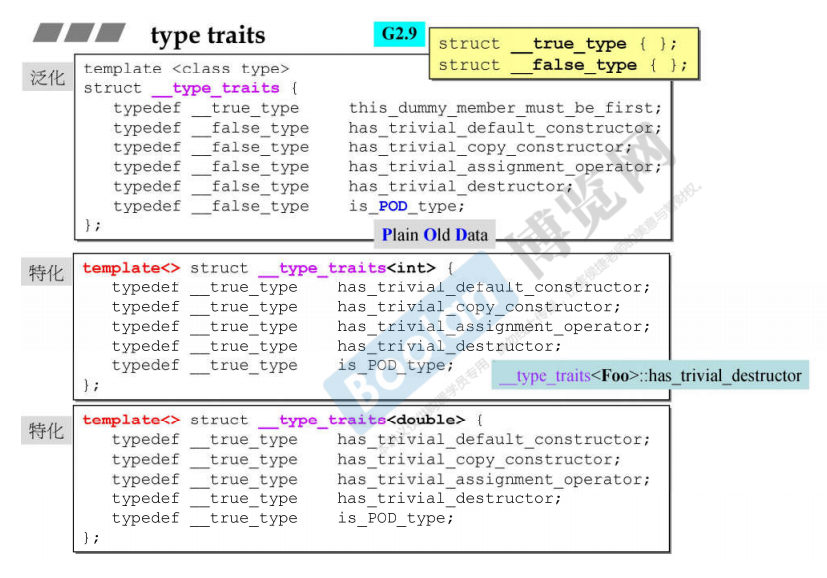 type traits
G2.9
struct __true_type { };
struct __false_type { };
泛化
template <class type>
struct __type_traits {
typedef __true_type this_dummy_member_must_be_first;
typedef __false_type has_trivial_default_constructor;
typedef __false_type has_trivial_copy_constructor;
typedef __false_type has_trivial_assignment_operator;
typedef __false_type has_trivial_destructor;
typedef __false_type is_POD_type;
};
Plain Old Data
特化
template<> struct __type_traits<int> {
typedef __true_type has_trivial_default_constructor;
typedef __true_type has_trivial_copy_constructor;
typedef __true_type has_trivial_assignment_operator;
typedef __true_type has_trivial_destructor;
typedef __true_type is_POD_type;
};
__type_traits<Foo>::has_trivial_destructor
特化
template<> struct __type_traits<double> {
typedef __true_type has_trivial_default_constructor;
typedef __true_type has_trivial_copy_constructor;
typedef __true_type has_trivial_assignment_operator;
typedef __true_type has_trivial_destructor;
typedef __true_type is_POD_type;
};
Boolan 博览网